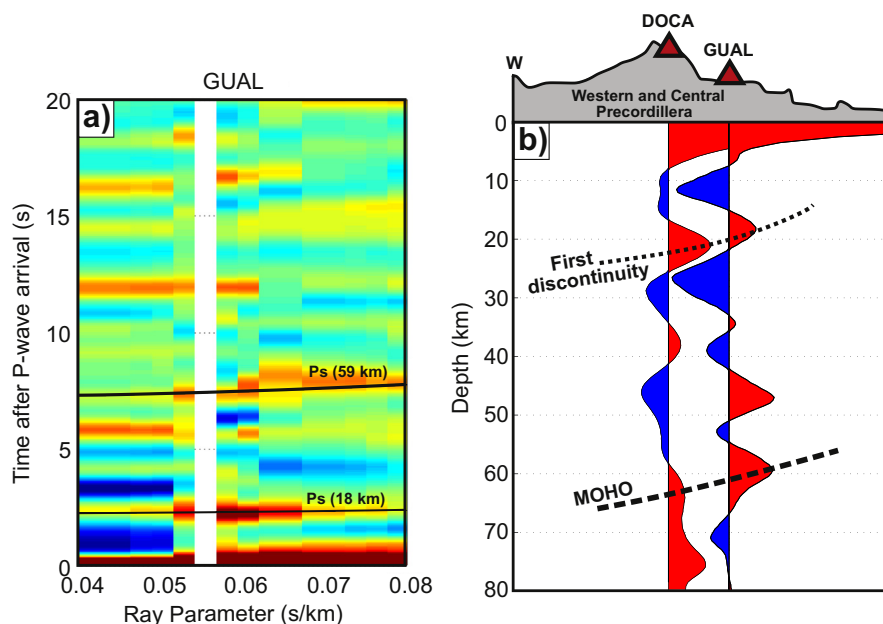 GUAL
a)
20
15
10
5
0
Time after P-wave arrival (s)
Ps (59 km)
Ps (18 km)
0.04
0.05
0.06
0.07
0.08
Ray Parameter (s/km)
DOCA
GUAL
W
Western and Central
Precordillera
b)
0
10
20
30
40
50
60
70
80
Depth (km)
First
discontinuity
MOHO